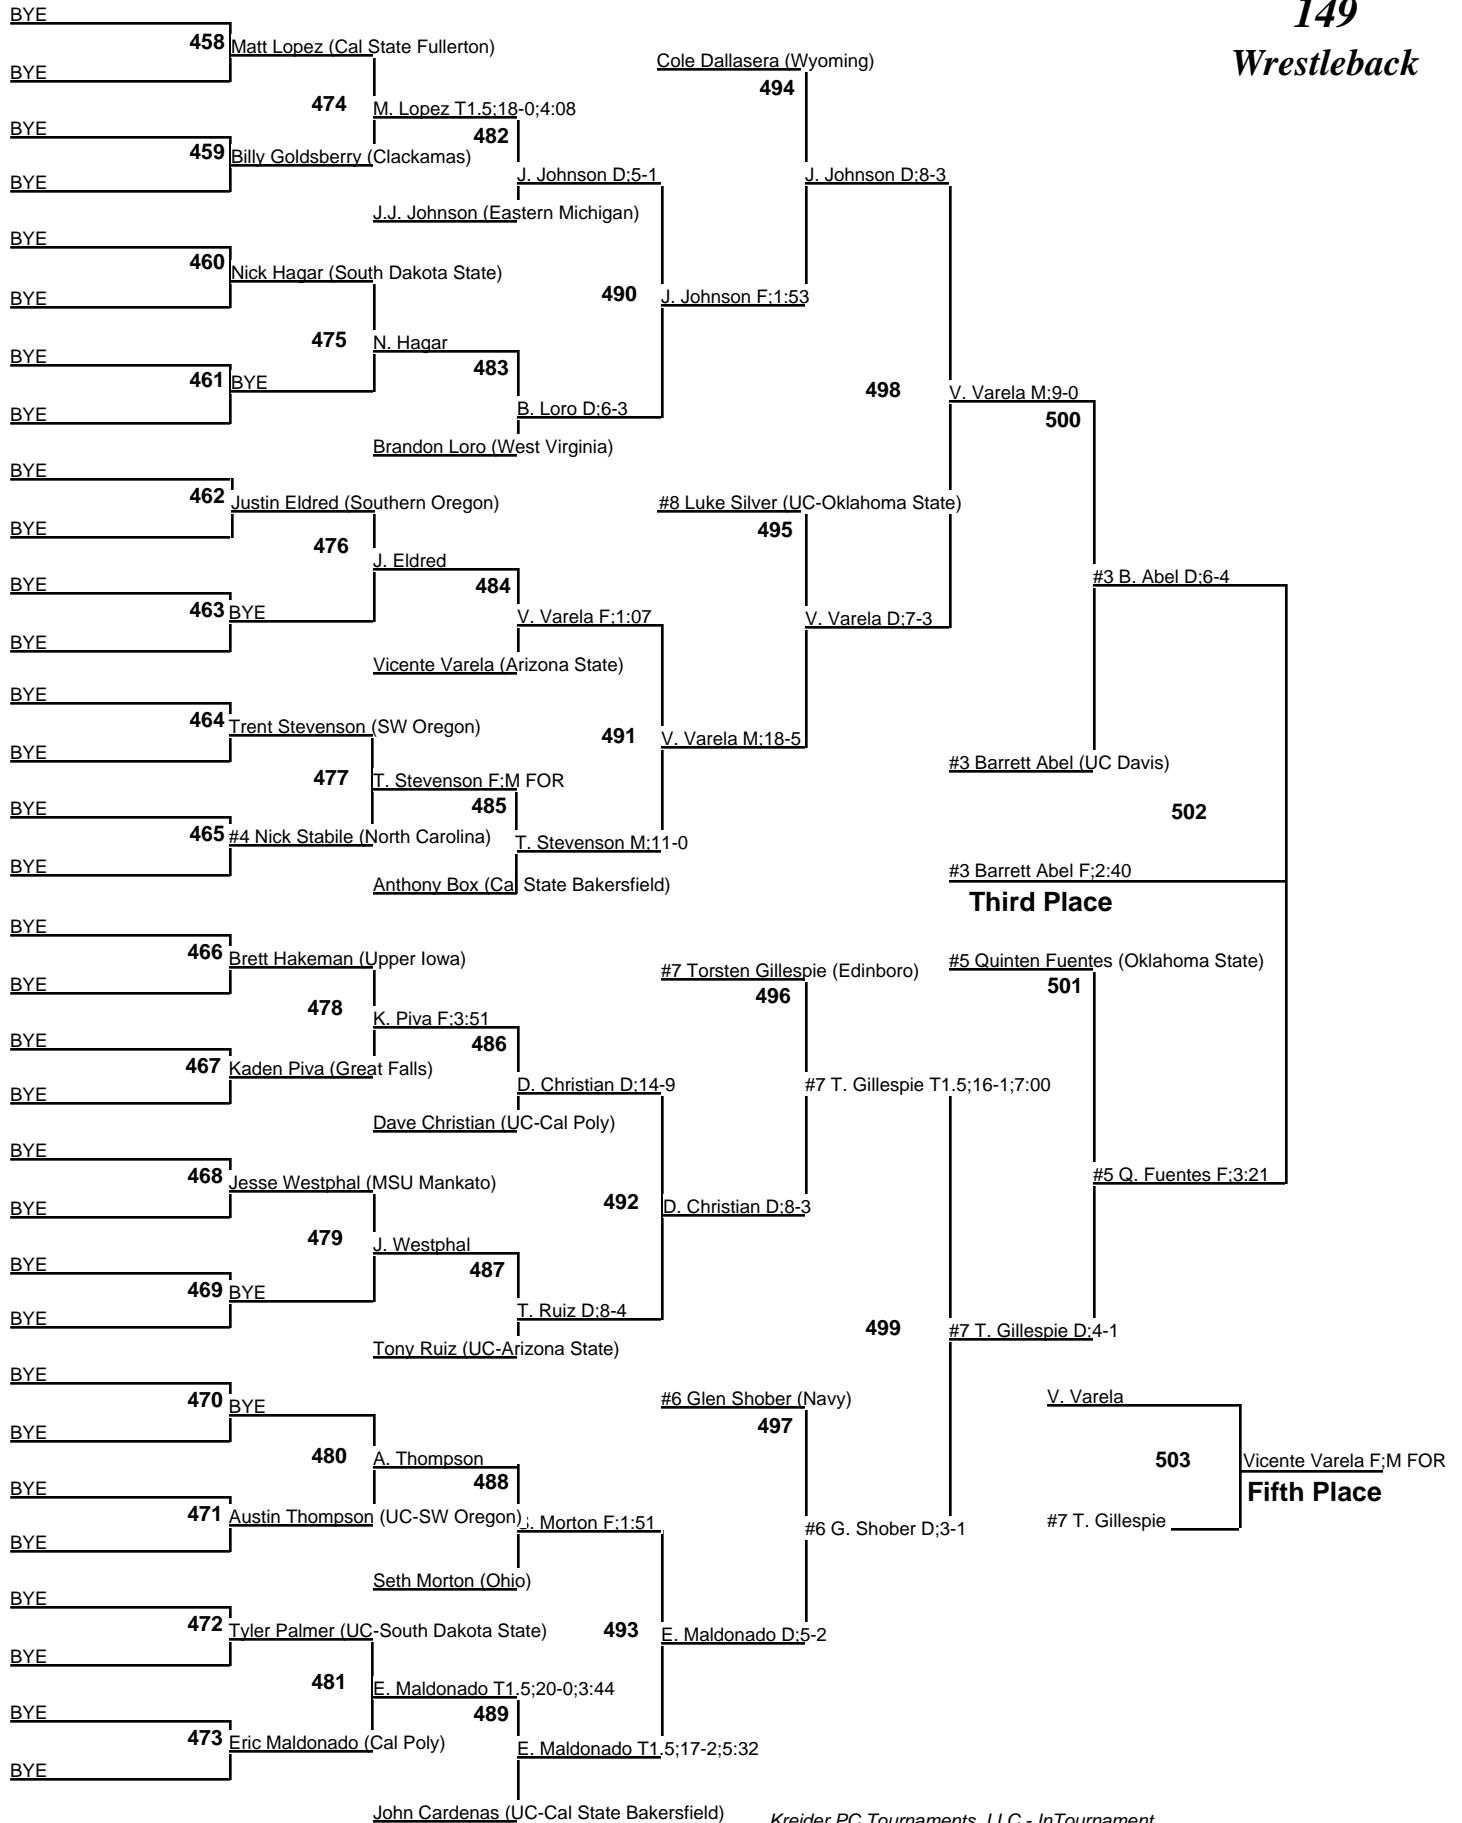 149
Wrestleback
BYE
458 Matt Lopez (Cal State Fullerton)
BYE
Cole Dallasera (Wyoming)
494
474 M. Lopez T1.5;18-0;4:08
482
BYE
459 Billy Goldsberry (Clackamas)
BYE
J. Johnson D;5-1
J. Johnson D;8-3
J.J. Johnson (Eastern Michigan)
BYE
460 Nick Hagar (South Dakota State)
BYE
490 J. Johnson F;1:53
475 N. Hagar
483
BYE
461 BYE
BYE
498 V. Varela M;9-0
500
B. Loro D;6-3
Brandon Loro (West Virginia)
BYE
462 Justin Eldred (Southern Oregon)
BYE
#8 Luke Silver (UC-Oklahoma State)
495
476 J. Eldred
484
#3 B. Abel D;6-4
BYE
463 BYE
BYE
V. Varela F;1:07
V. Varela D;7-3
Vicente Varela (Arizona State)
BYE
464 Trent Stevenson (SW Oregon)
BYE
491 V. Varela M;18-5
#3 Barrett Abel (UC Davis)
477 T. Stevenson F;M FOR
485
502
BYE
465 #4 Nick Stabile (North Carolina)
BYE
T. Stevenson M;11-0
Anthony Box (Cal State Bakersfield)
#3 Barrett Abel F;2:40
Third Place
BYE
466 Brett Hakeman (Upper Iowa)
BYE
#7 Torsten Gillespie (Edinboro)
496
#5 Quinten Fuentes (Oklahoma State)
501
478 K. Piva F;3:51
486
BYE
467 Kaden Piva (Great Falls)
BYE
D. Christian D;14-9
#7 T. Gillespie T1.5;16-1;7:00
Dave Christian (UC-Cal Poly)
BYE
468 Jesse Westphal (MSU Mankato)
BYE
492 D. Christian D;8-3
#5 Q. Fuentes F;3:21
479 J. Westphal
487
BYE
469 BYE
BYE
T. Ruiz D;8-4
499 #7 T. Gillespie D;4-1
Tony Ruiz (UC-Arizona State)
BYE
470 BYE
BYE
#6 Glen Shober (Navy)
497
V. Varela
480 A. Thompson
488
503 Vicente Varela F;M FOR
Fifth Place
BYE
471 Austin Thompson (UC-SW Oregon)
BYE
S. Morton F;1:51
#6 G. Shober D;3-1
#7 T. Gillespie
Seth Morton (Ohio)
BYE
472 Tyler Palmer (UC-South Dakota State)
BYE
493 E. Maldonado D;5-2
481 E. Maldonado T1.5;20-0;3:44
489
BYE
473 Eric Maldonado (Cal Poly)
BYE
E. Maldonado T1.5;17-2;5:32
John Cardenas (UC-Cal State Bakersfield)
Kreider PC Tournaments, LLC - InTournament